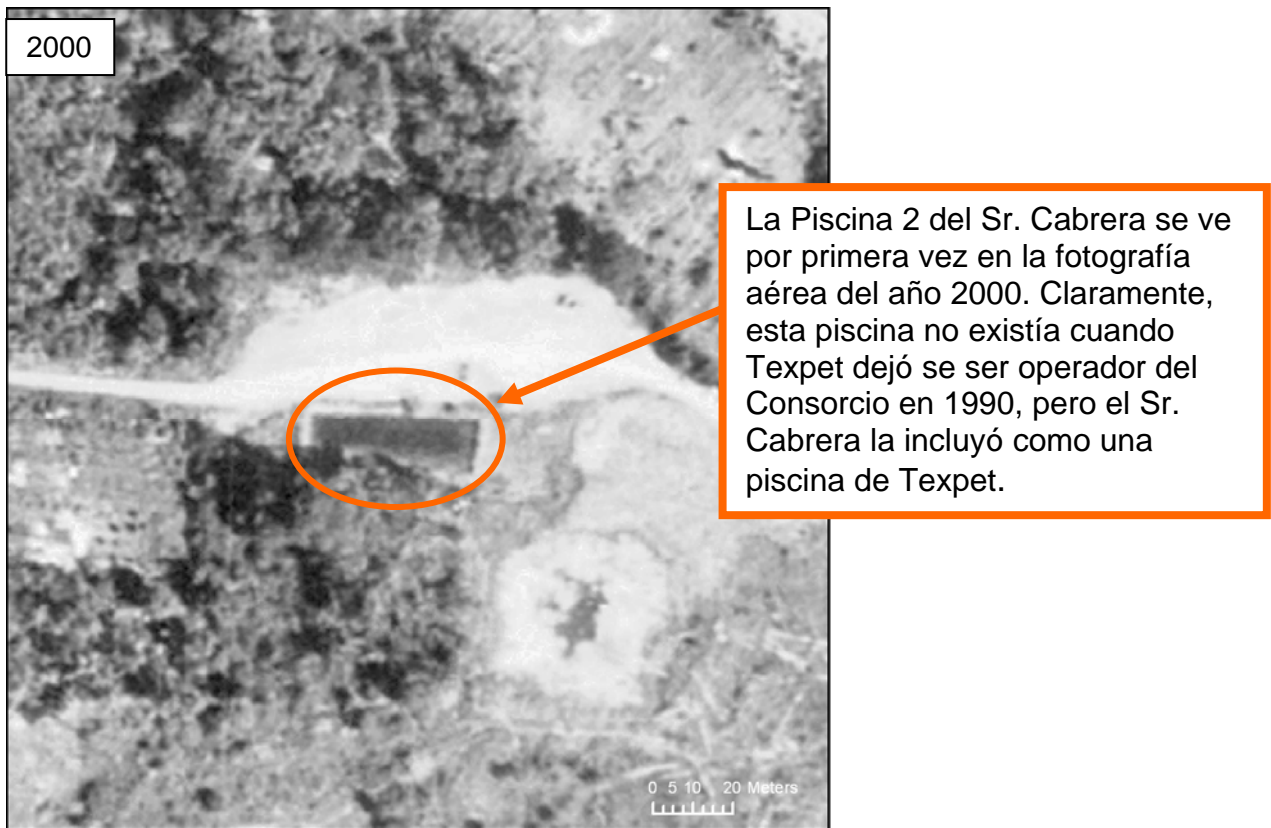 2000
La Piscina 2 del Sr. Cabrera se ve
por primera vez en la fotografía
aérea del año 2000. Claramente,
esta piscina no existía cuando
Texpet dejó se ser operador del
Consorcio en 1990, pero el Sr.
Cabrera la incluyó como una
piscina de Texpet.
0 5 10 20 Meters